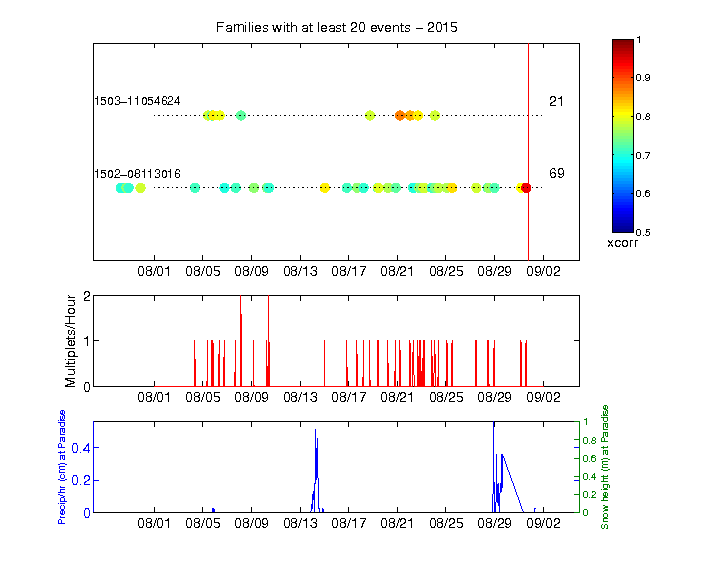 Families with at least 20 events − 2015
1503−11054624
21
1502−08113016
69
08/01 08/05 08/09 08/13 08/17 08/21 08/25 08/29 09/02
1
0.9
0.8
0.7
0.6
0.5
xcorr
Multiplets/Hour
2
1
0
08/01 08/05 08/09 08/13 08/17 08/21 08/25 08/29 09/02
Precip/hr (cm) at Paradise
0.4
0.2
0
1
0.8
0.6
0.4
0.2
0
Snow height (m) at Paradise
08/01 08/05 08/09 08/13 08/17 08/21 08/25 08/29 09/02